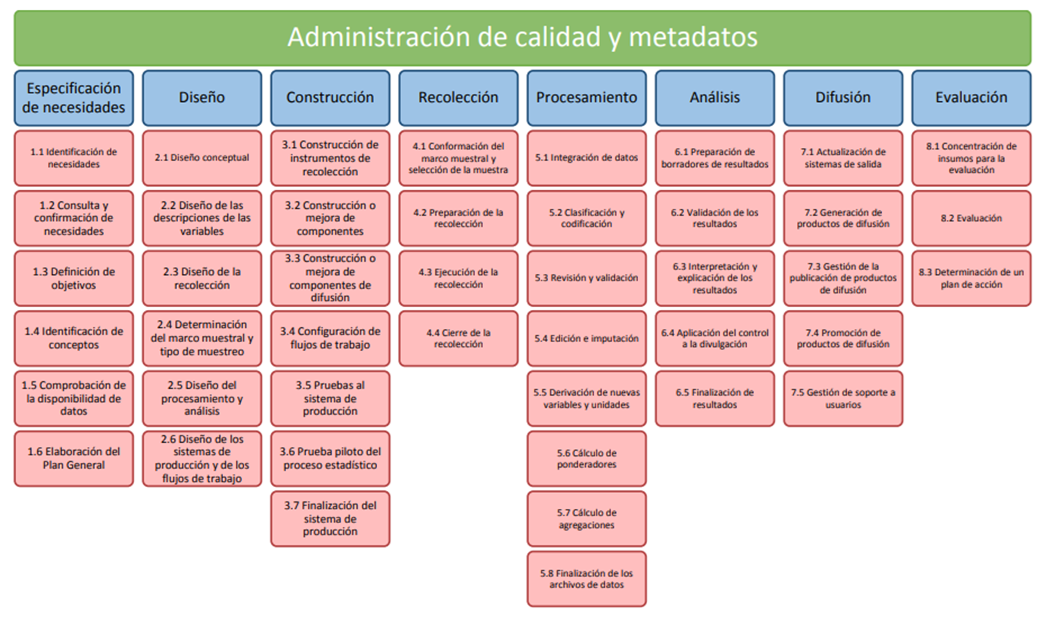 Administración de calidad y metadatos
Especificación
de necesidades
Diseño
Construcción
Recolección
Procesamiento
Análisis
Difusión
Evaluación
1.1 Identificación de
necesidades
2.1 Diseño conceptual
3.1 Construcción de
instrumentos de
recolección
4.1 Conformación del
marco muestral y
selección de la muestra
5.1 Integración de datos
6.1 Preparación de
borradores de resultados
7.1 Actualización de
sistemas de salida
8.1 Concentración de
insumos para la
evaluación
1.2 Consulta y
confirmación de
necesidades
2.2 Diseño de las
descripciones de las
variables
3.2 Construcción o
mejora de
componentes
4.2 Preparación de la
recolección
5.2 Clasificación y
codificación
6.2 Validación de los
resultados
7.2 Generación de
productos de difusión
8.2 Evaluación
1.3 Definición de
objetivos
2.3 Diseño de la
recolección
3.3 Construcción o
mejora de
componentes de
difusión
4.3 Ejecución de la
recolección
5.3 Revisión y validación
6.3 Interpretación y
explicación de los
resultados
7.3 Gestión de la
publicación de productos
de difusión
8.3 Determinación de un
plan de acción
1.4 Identificación de
conceptos
2.4 Determinación
del marco muestral y
tipo de muestreo
3.4 Configuración de
flujos de trabajo
4.4 Cierre de la
recolección
5.4 Edición e imputación
6.4 Aplicación del control
a la divulgación
7.4 Promoción de
productos de difusión
1.5 Comprobación de
la disponibilidad de
datos
2.5 Diseño del
procesamiento y
análisis
3.5 Pruebas al
sistema de
producción
5.5 Derivación de nuevas
variables y unidades
6.5 Finalización de
resultados
7.5 Gestión de soporte a
usuarios
1.6 Elaboración del
Plan General
2.6 Diseño de los
sistemas de
producción y de los
flujos de trabajo
3.6 Prueba piloto del
proceso estadístico
5.6 Cálculo de
ponderadores
3.7 Finalización del
sistema de
producción
5.7 Cálculo de
agregaciones
5.8 Finalización de los
archivos de datos